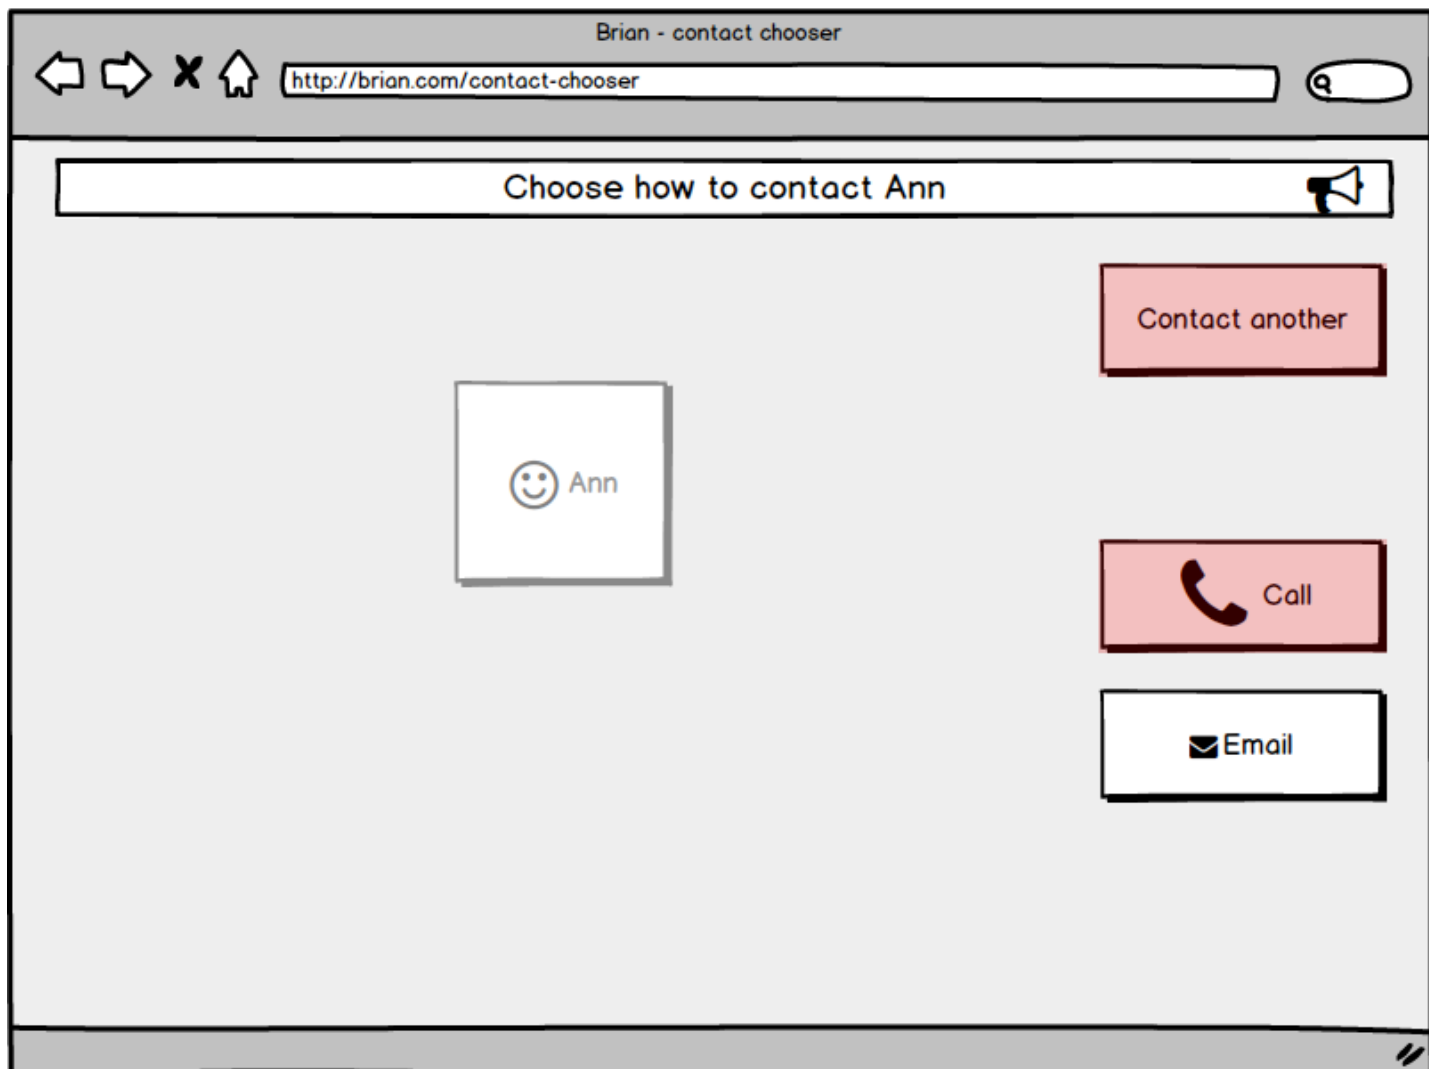 Brian - contact chooser
http://brian.com/contact-chooser
Choose how to contact Ann
Contact another
Ann
Call
Email